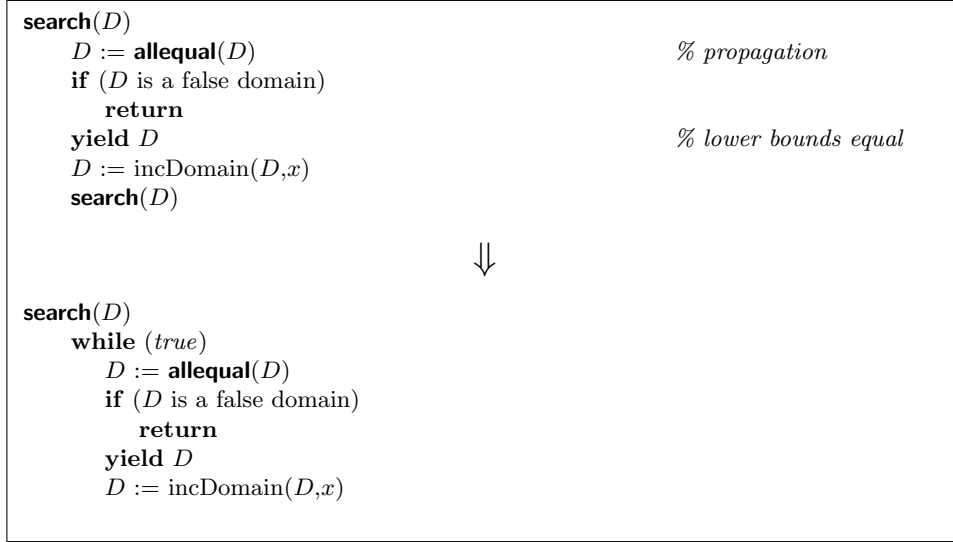 search(D)
D := allequal(D) % propagation
if (D is a false domain)
return
yield D % lower bounds equal
D := incDomain(D,x)
search(D)
⇓
search(D)
while (true)
D := allequal(D)
if (D is a false domain)
return
yield D
D := incDomain(D,x)